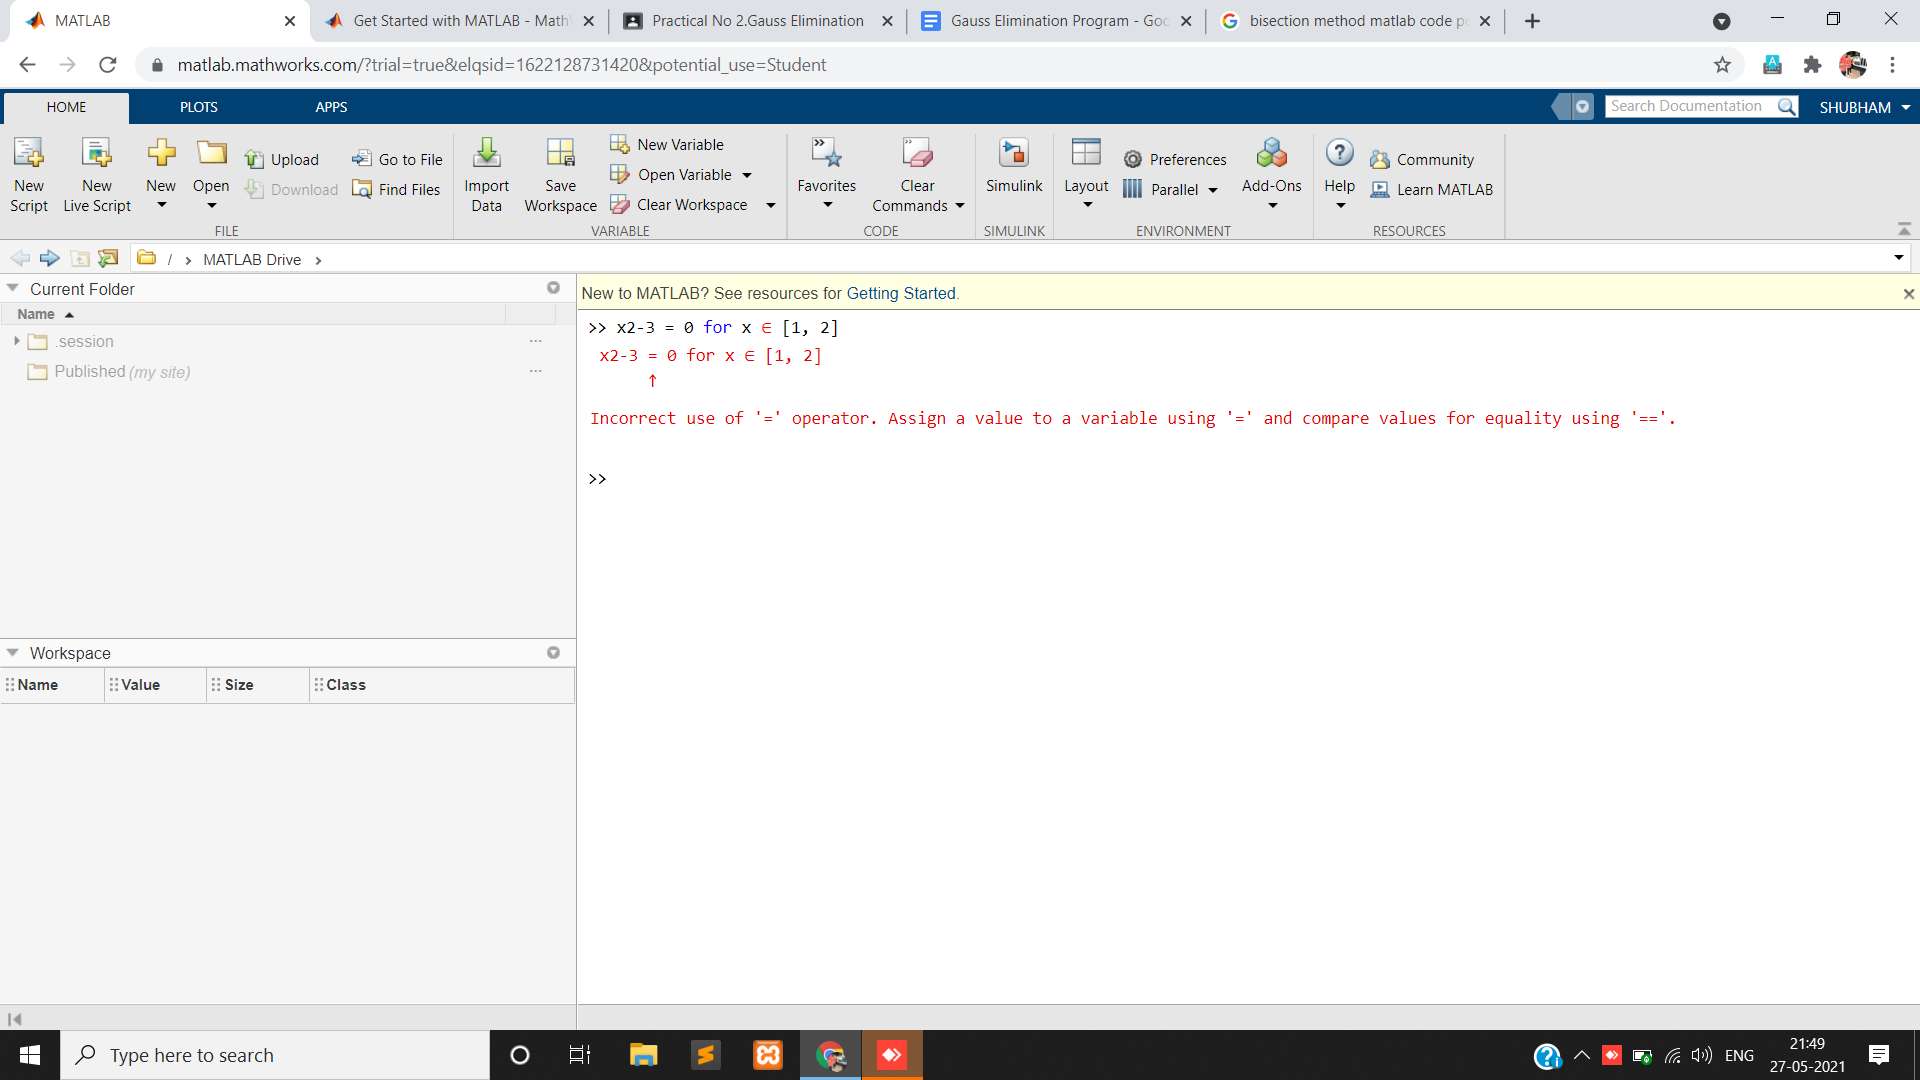 MATLAB
Get Started with MATLAB - Math
Practical No 2.Gauss Elimination
Gauss Elimination Program - Goo
bisection method matlab code p
matlab.mathworks.com/?trial=true&elqsid=1622128731420&potential_use=Student
HOME
PLOTS
APPS
Search Documentation
SHUBHAM
New Script
New Live Script
New
Open
Upload
Download
Go to File
Find Files
Import Data
Save Workspace
New Variable
Open Variable
Clear Workspace
Favorites
Clear Commands
Simulink
Layout
Preferences
Parallel
Add-Ons
Help
Community
Learn MATLAB
FILE
VARIABLE
CODE
SIMULINK
ENVIRONMENT
RESOURCES
/ › MATLAB Drive ›
Current Folder
Name
.session
Published (my site)
Workspace
Name Value Size Class
New to MATLAB? See resources for Getting Started.
>> x2-3 = 0 for x ∈ [1, 2]
x2-3 = 0 for x ∈ [1, 2]
↑
Incorrect use of '=' operator. Assign a value to a variable using '=' and compare values for equality using '=='.
>>
Type here to search
ENG
21:49
27-05-2021